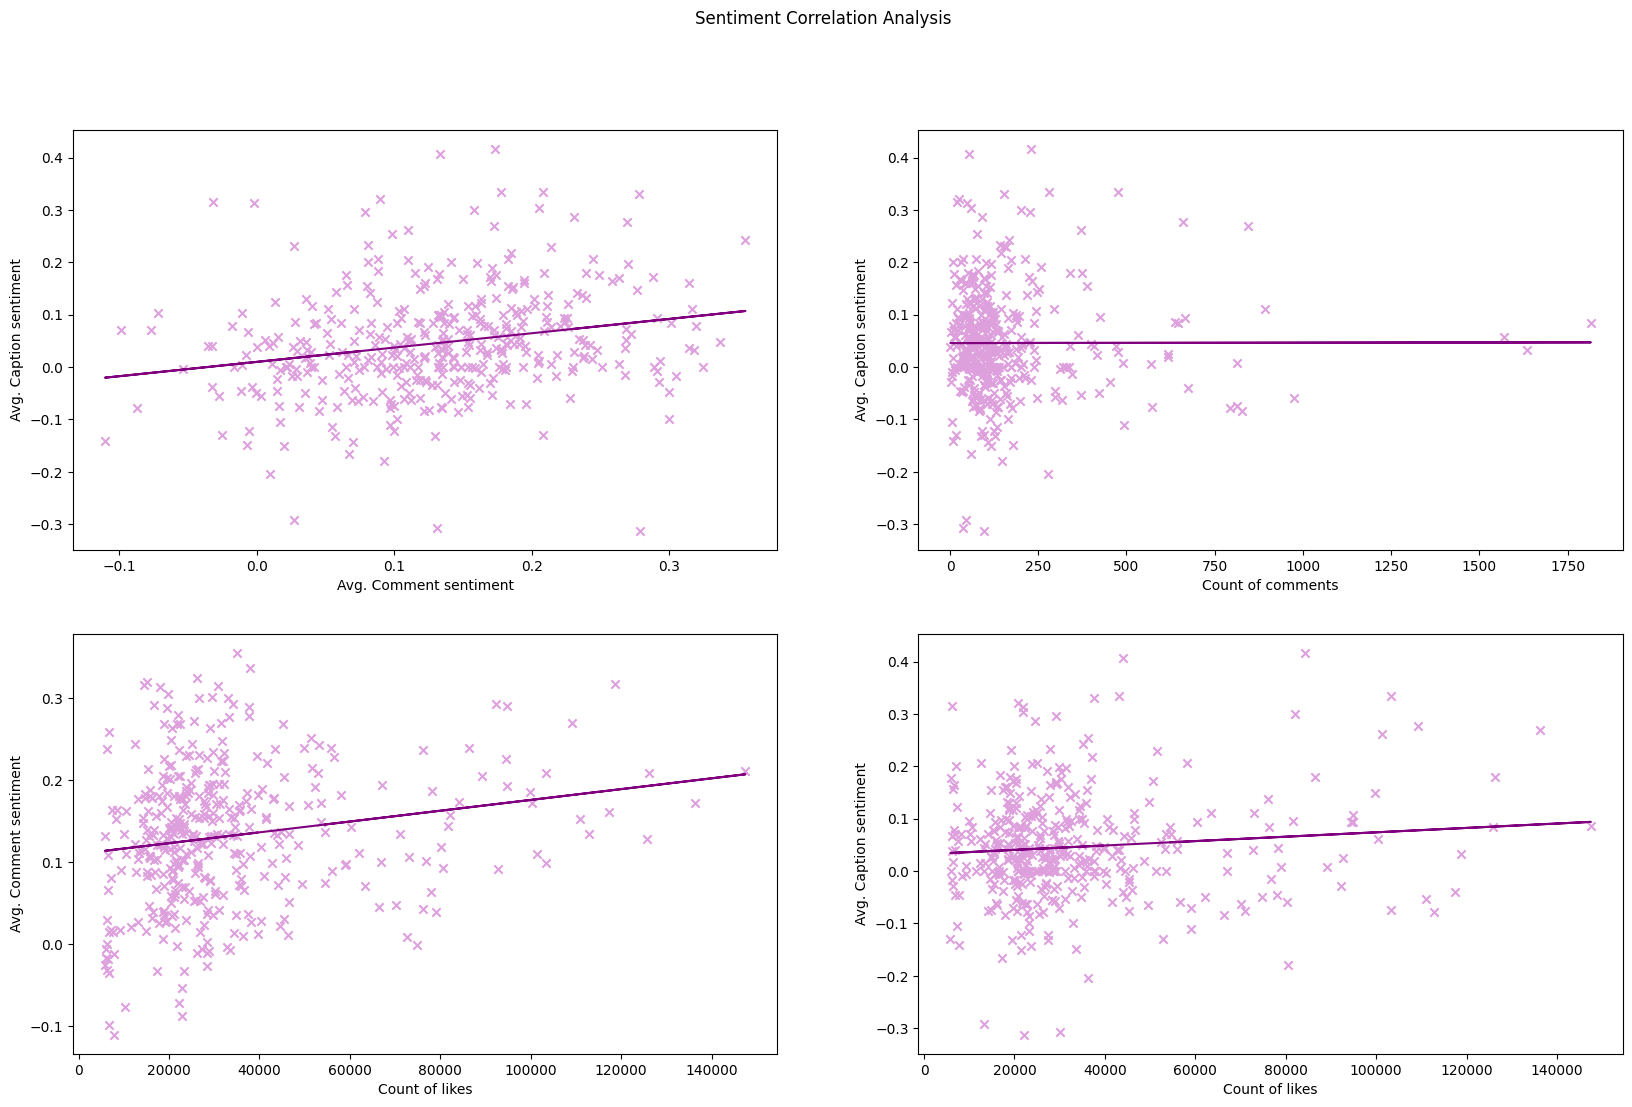 Sentiment Correlation Analysis
0.4
0.3
0.2
0.1
0.0
−0.1
−0.2
−0.3
Avg. Caption sentiment
−0.1 0.0 0.1 0.2 0.3
Avg. Comment sentiment
0.4
0.3
0.2
0.1
0.0
−0.1
−0.2
−0.3
Avg. Caption sentiment
0 250 500 750 1000 1250 1500 1750
Count of comments
0.3
0.2
0.1
0.0
−0.1
Avg. Comment sentiment
0 20000 40000 60000 80000 100000 120000 140000
Count of likes
0.4
0.3
0.2
0.1
0.0
−0.1
−0.2
−0.3
Avg. Caption sentiment
0 20000 40000 60000 80000 100000 120000 140000
Count of likes